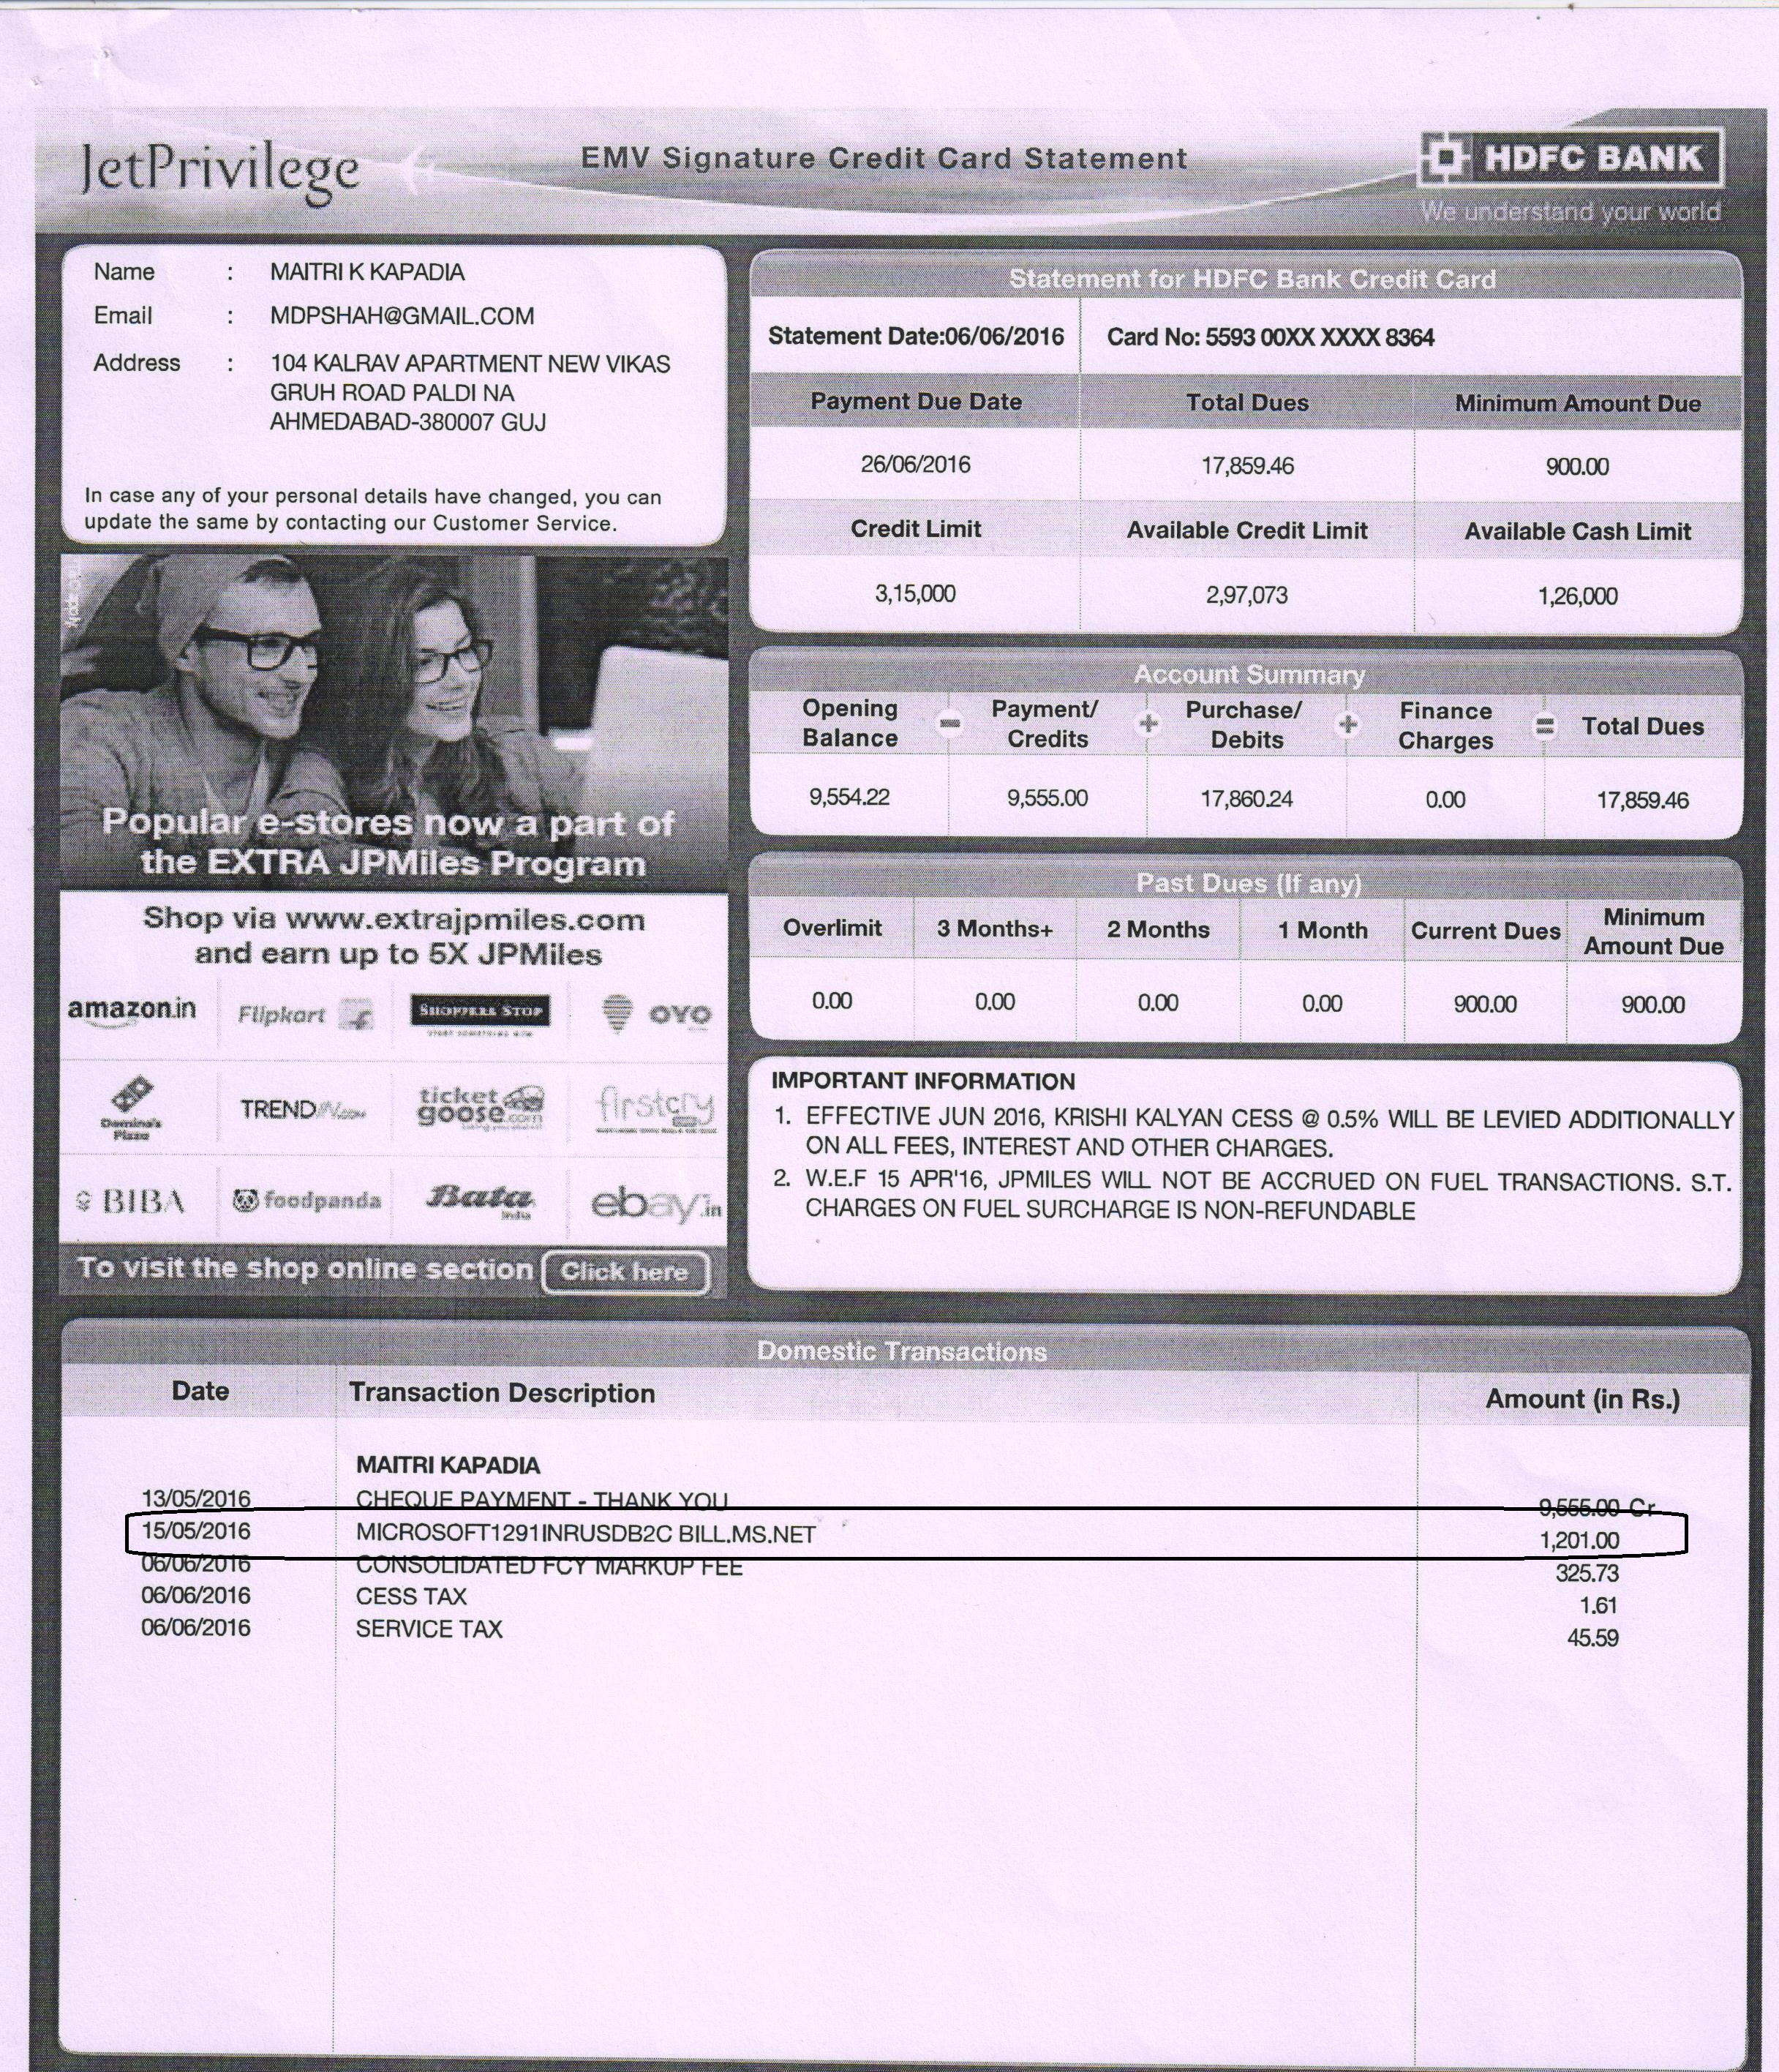 JetPrivilege
EMV Signature Credit Card Statement
HDFC BANK
We understand your world
Name : MAITRI K KAPADIA
Email : MDPSHAH@GMAIL.COM
Address : 104 KALRAV APARTMENT NEW VIKAS
GRUH ROAD PALDI NA
AHMEDABAD-380007 GUJ
In case any of your personal details have changed, you can
update the same by contacting our Customer Service.
Statement for HDFC Bank Credit Card
Statement Date:06/06/2016 Card No: 5593 00XX XXXX 8364
Payment Due Date Total Dues Minimum Amount Due
26/06/2016 17,859.46 900.00
Credit Limit Available Credit Limit Available Cash Limit
3,15,000 2,97,073 1,26,000
Account Summary
Opening Balance - Payment/ Credits + Purchase/ Debits + Finance Charges = Total Dues
9,554.22 9,555.00 17,860.24 0.00 17,859.46
Past Dues (If any)
Overlimit 3 Months+ 2 Months 1 Month Current Dues Minimum Amount Due
0.00 0.00 0.00 0.00 900.00 900.00
IMPORTANT INFORMATION
1. EFFECTIVE JUN 2016, KRISHI KALYAN CESS @ 0.5% WILL BE LEVIED ADDITIONALLY
ON ALL FEES, INTEREST AND OTHER CHARGES.
2. W.E.F 15 APR'16, JPMILES WILL NOT BE ACCRUED ON FUEL TRANSACTIONS. S.T.
CHARGES ON FUEL SURCHARGE IS NON-REFUNDABLE
Popular e-stores now a part of
the EXTRA JPMiles Program
Shop via www.extrajpmiles.com
and earn up to 5X JPMiles
amazon.in Flipkart SHOPPERS STOP OYO
Domino's Pizza TRENDIN.com ticket goose.com firstcry
BIBA foodpanda Bata India ebay.in
To visit the shop online section Click here
Domestic Transactions
Date Transaction Description Amount (in Rs.)
MAITRI KAPADIA
13/05/2016 CHEQUE PAYMENT - THANK YOU 9,555.00 Cr
15/05/2016 MICROSOFT1291INRUSDB2C BILL.MS.NET 1,201.00
06/06/2016 CONSOLIDATED FCY MARKUP FEE 325.73
06/06/2016 CESS TAX 1.61
06/06/2016 SERVICE TAX 45.59